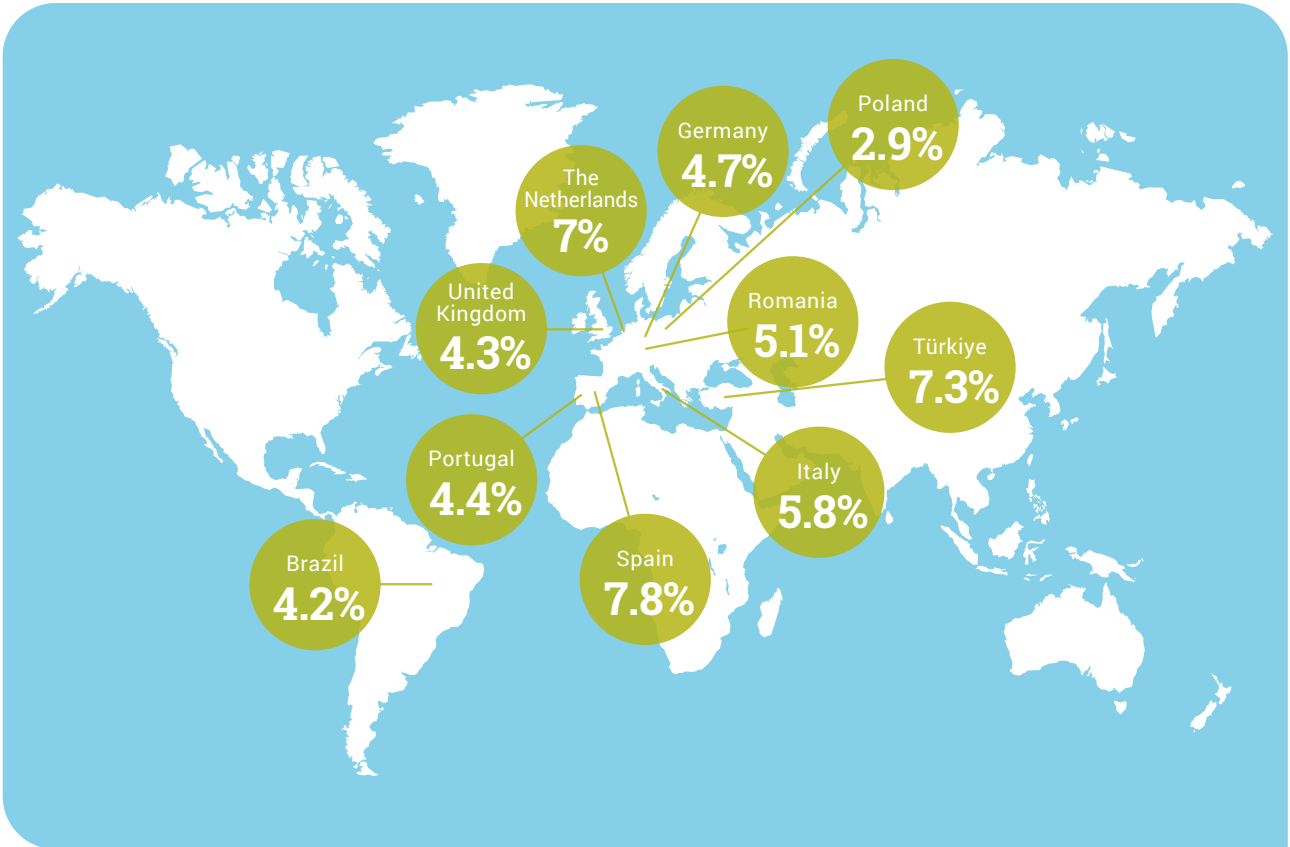 Poland
2.9%
Germany
4.7%
The
Netherlands
7%
United
Kingdom
4.3%
Romania
5.1%
Türkiye
7.3%
Portugal
4.4%
Italy
5.8%
Brazil
4.2%
Spain
7.8%